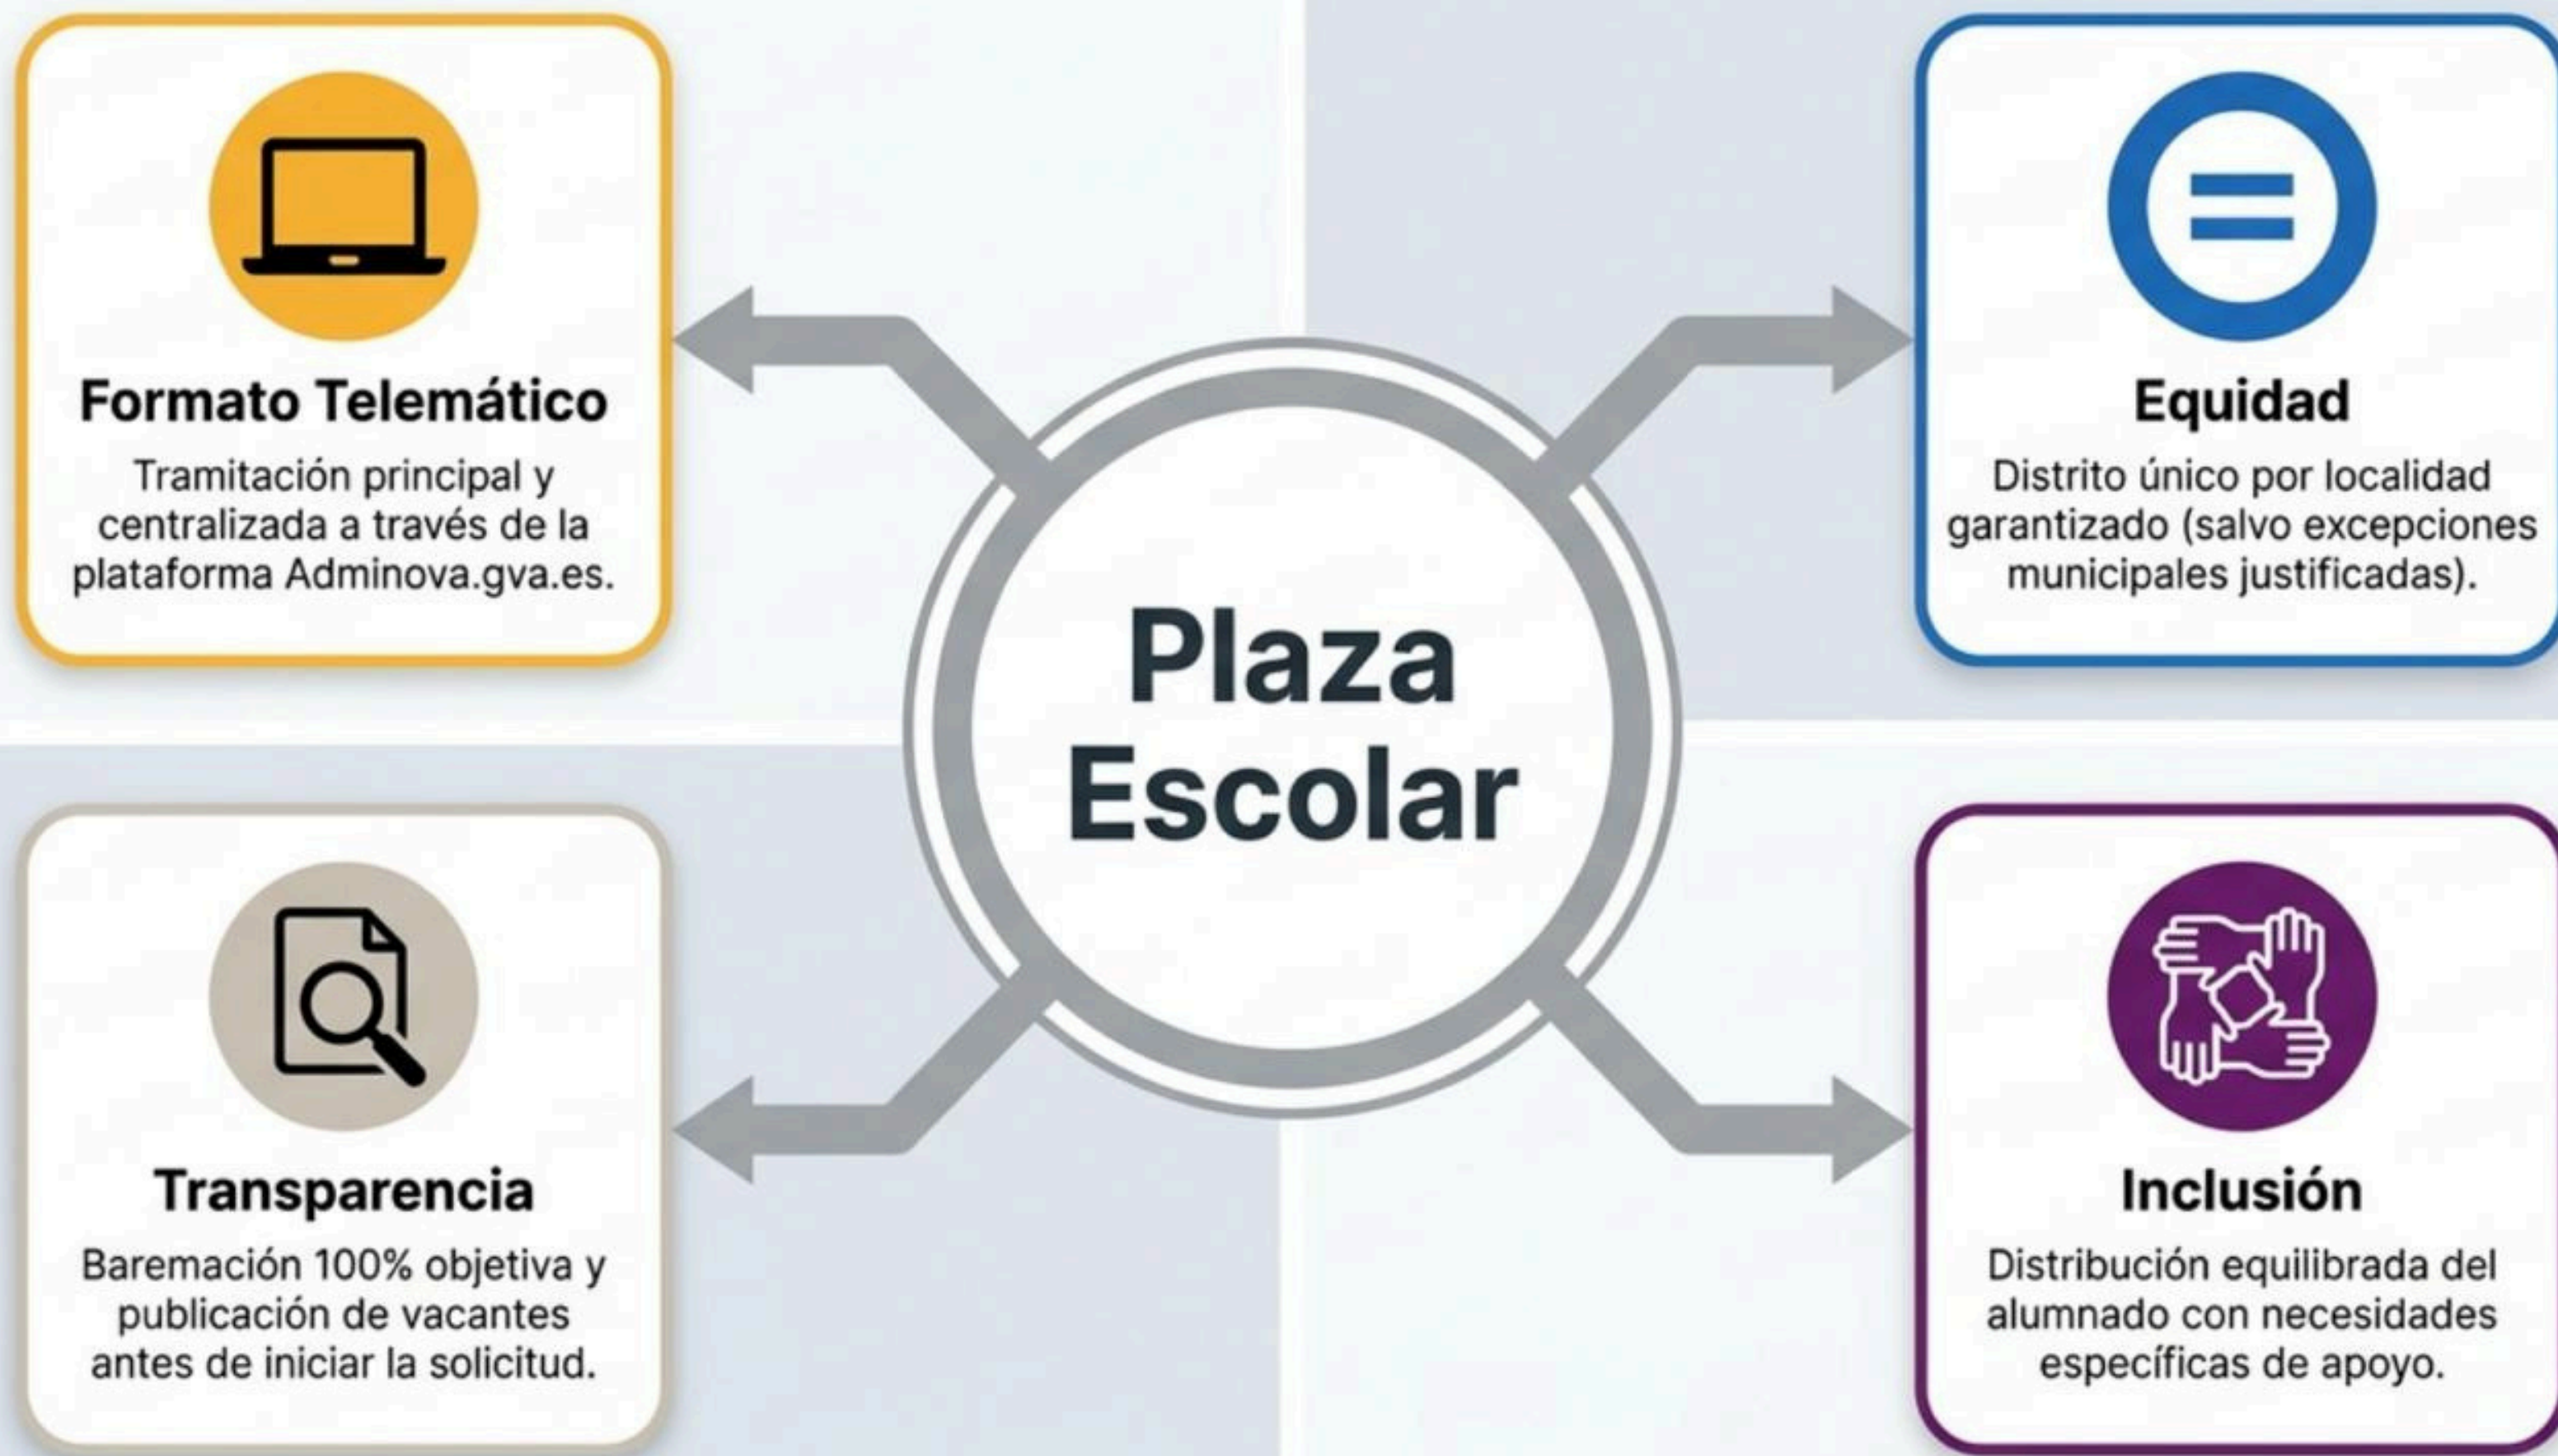 Formato Telemático
Tramitación principal y
centralizada a través de la
plataforma Adminova.gva.es.
Equidad
Distrito único por localidad
garantizado (salvo excepciones
municipales justificadas).
Plaza
Escolar
Transparencia
Baremación 100% objetiva y
publicación de vacantes
antes de iniciar la solicitud.
Inclusión
Distribución equilibrada del
alumnado con necesidades
específicas de apoyo.